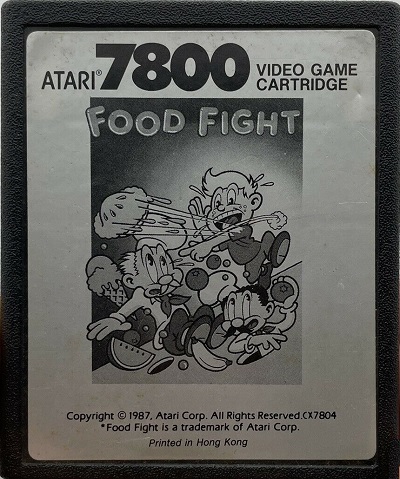 ATARI® 7800 VIDEO GAME
CARTRIDGE
FOOD FIGHT
Copyright © 1987, Atari Corp. All Rights Reserved.CX7804
*Food Fight is a trademark of Atari Corp.
Printed in Hong Kong